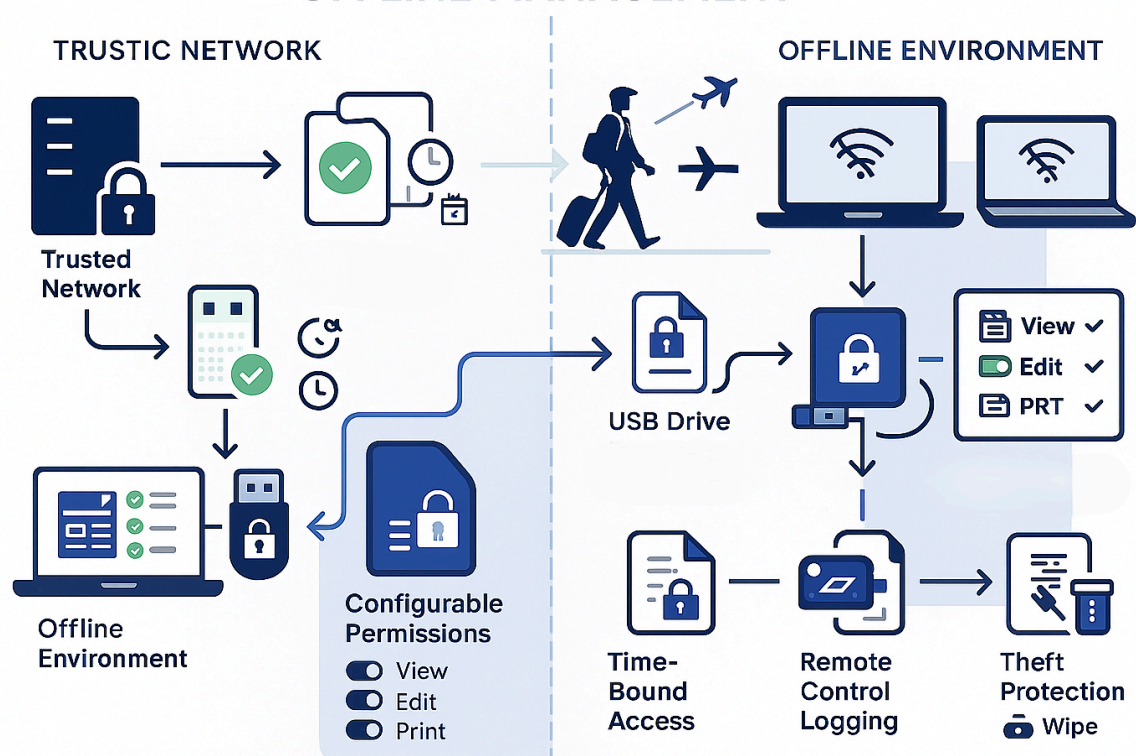 TRUSTIC NETWORK
OFFLINE ENVIRONMENT
Trusted
Network
View
Edit
PRT
USB Drive
Offline
Environment
Configurable
Permissions
View
Edit
Print
Time-
Bound
Access
Remote
Control
Logging
Theft
Protection
Wipe